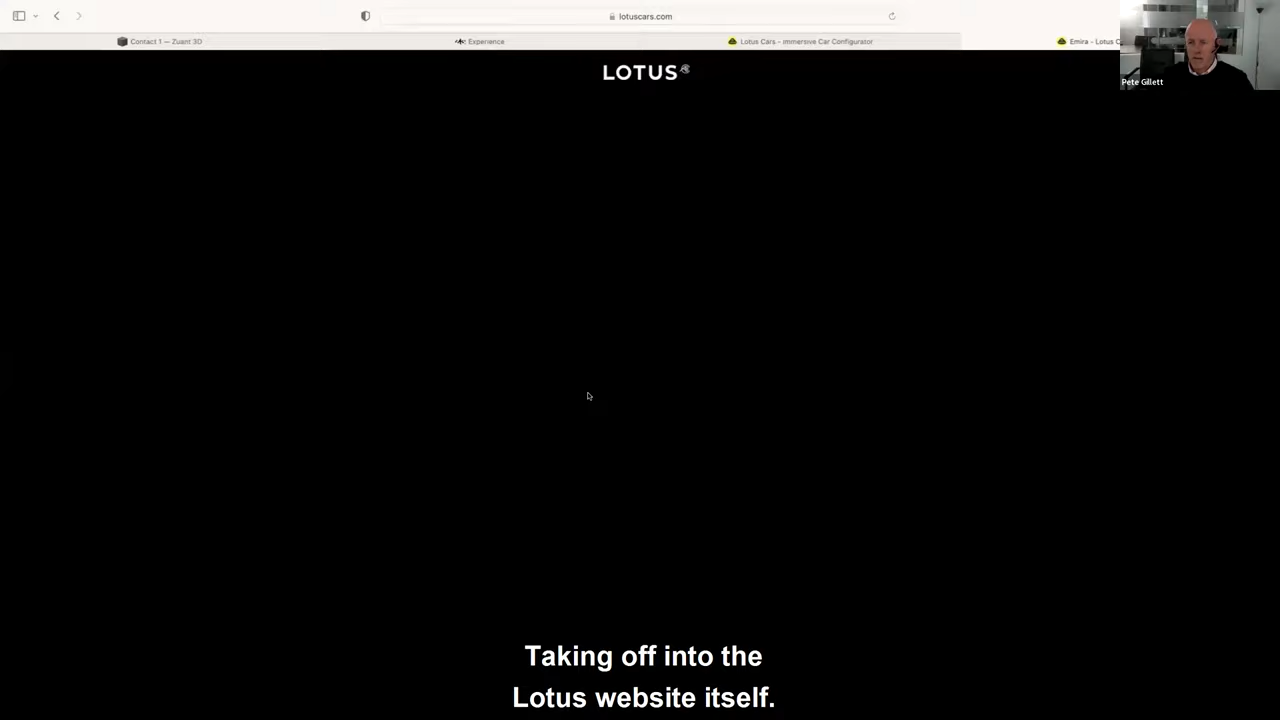 lotuscars.com
Contact 1 — Zuant 3D
Experience
Lotus Cars - Immersive Car Configurator
Emira - Lotus C
Pete Gillett
LOTUS
Taking off into the
Lotus website itself.